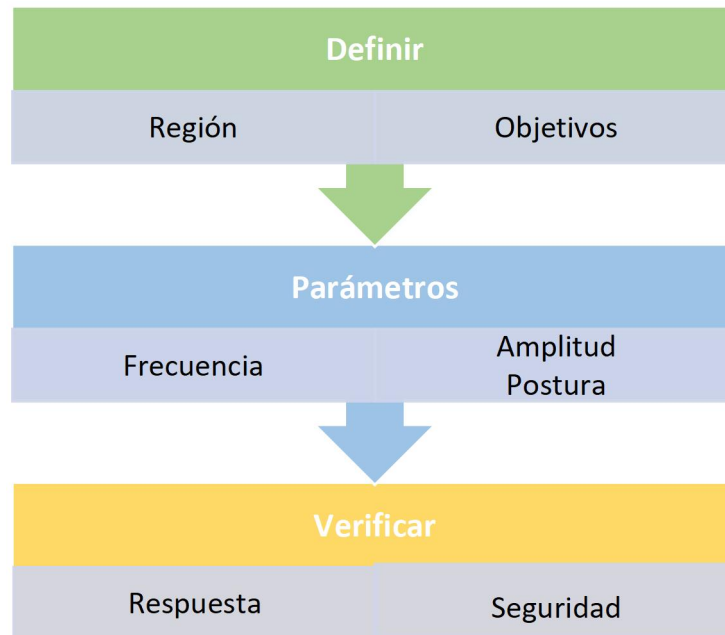 Definir
Región
Objetivos
Parámetros
Frecuencia
Amplitud
Postura
Verificar
Respuesta
Seguridad